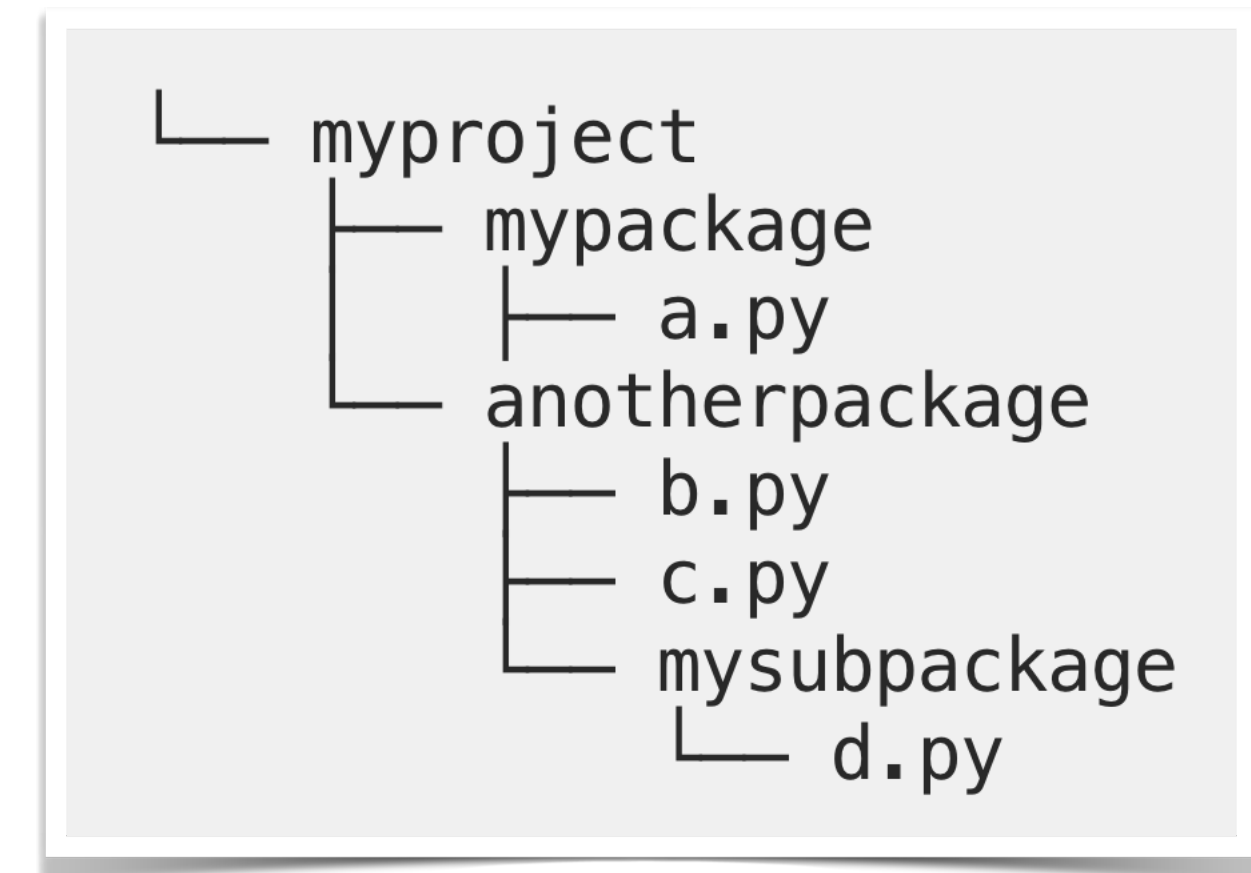 └── myproject
    ├── mypackage
    │   ├── a.py
    └── anotherpackage
        ├── b.py
        ├── c.py
        └── mysubpackage
            └── d.py